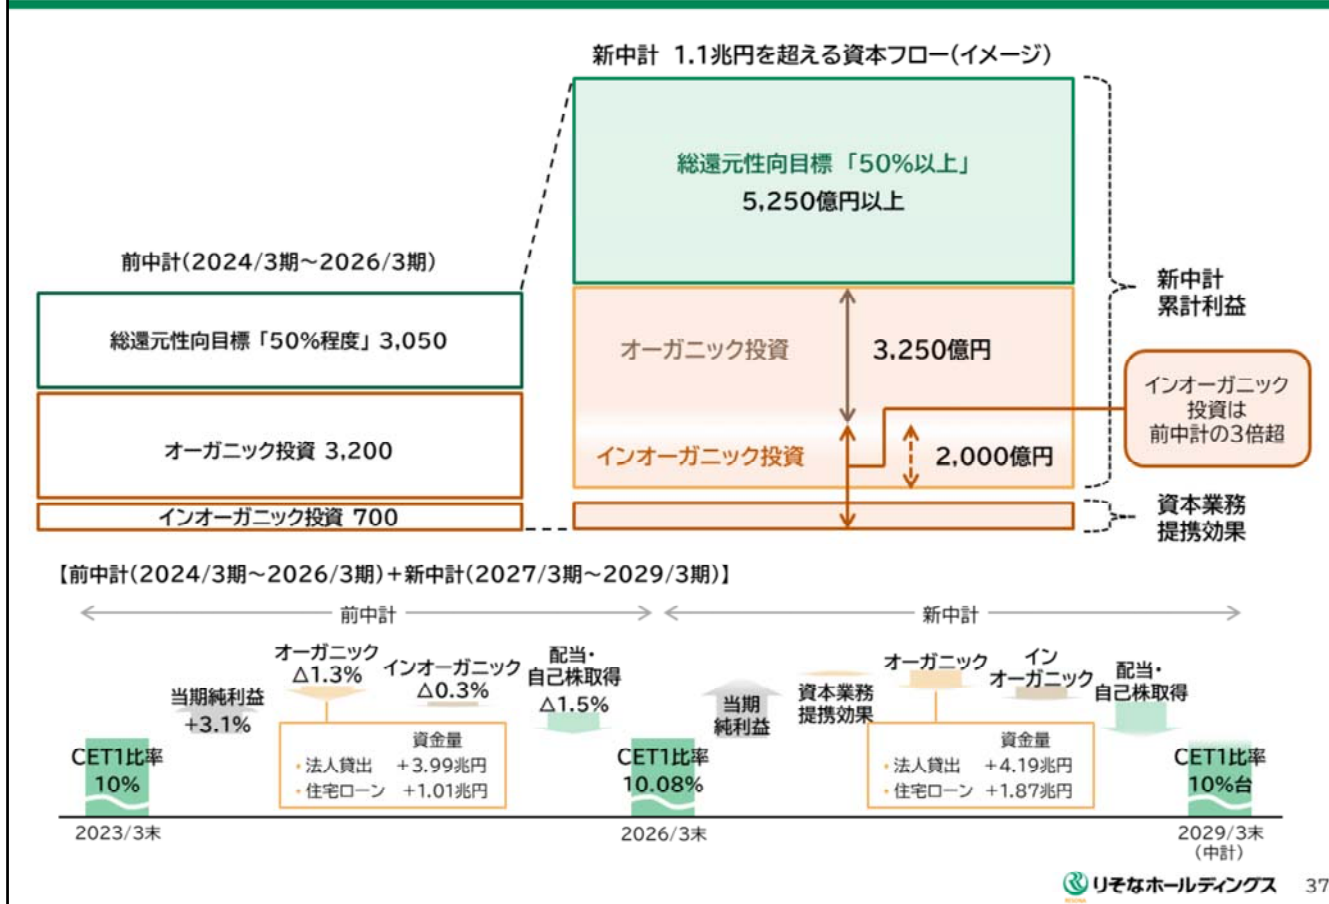 新中計 1.1兆円を超える資本フロー(イメージ)
総還元性向目標「50%以上」
5,250億円以上
前中計(2024/3期～2026/3期)
総還元性向目標「50%程度」3,050
オーガニック投資 3,200
インオーガニック投資 700
オーガニック投資 3,250億円
インオーガニック投資 2,000億円
新中計
累計利益
インオーガニック
投資は
前中計の3倍超
資本業務
提携効果
【前中計(2024/3期～2026/3期)+新中計(2027/3期～2029/3期)】
前中計
新中計
CET1比率
10%
当期純利益
+3.1%
オーガニック
△1.3%
インオーガニック
△0.3%
配当・
自己株取得
△1.5%
資金量
・法人貸出 +3.99兆円
・住宅ローン +1.01兆円
CET1比率
10.08%
当期
純利益
資本業務
提携効果
オーガニック
イン
オーガニック
配当・
自己株取得
資金量
・法人貸出 +4.19兆円
・住宅ローン +1.87兆円
CET1比率
10%台
2023/3末
2026/3末
2029/3末
(中計)
りそなホールディングス 37